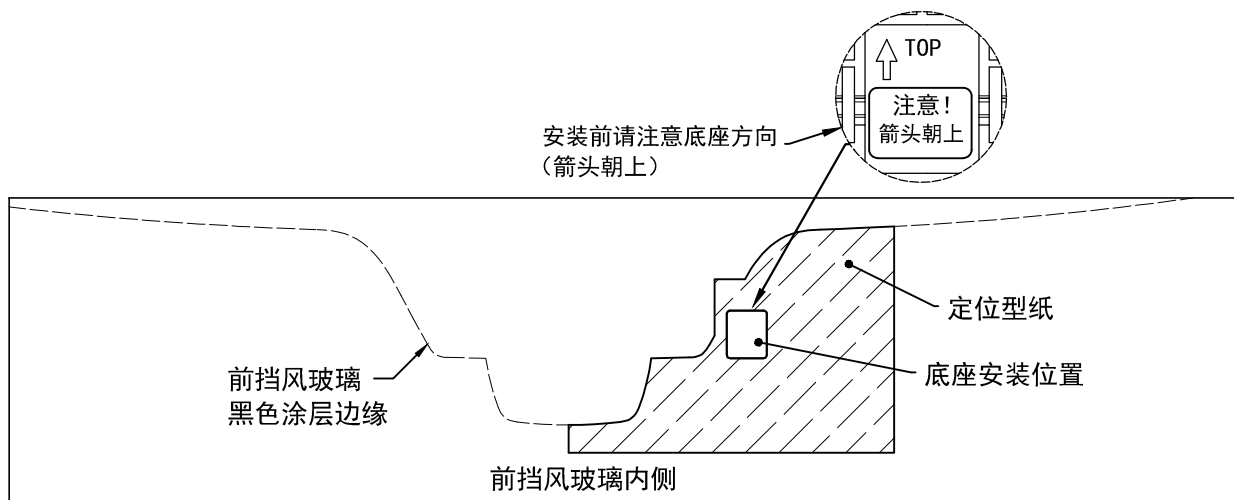 TOP
注意!
箭头朝上
安装前请注意底座方向
（箭头朝上）
定位型纸
底座安装位置
前挡风玻璃
黑色涂层边缘
前挡风玻璃内侧